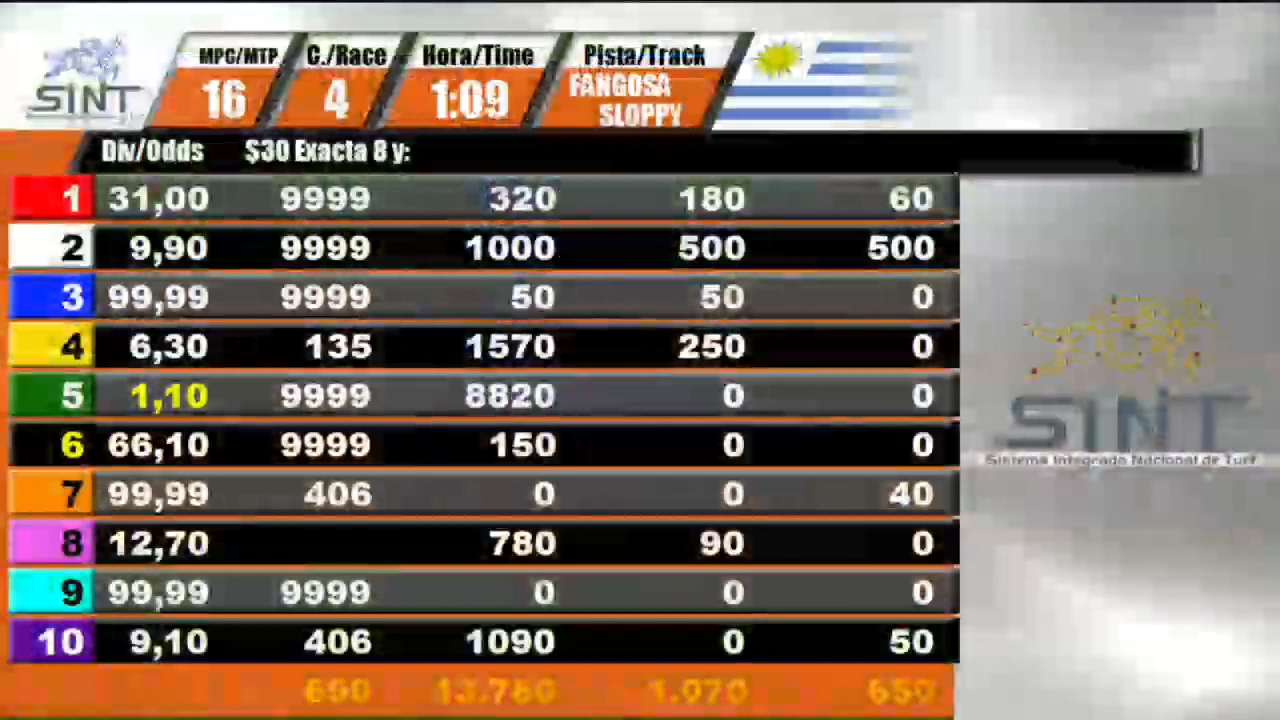 SINT
MPC/MTP C./Race Hora/Time Pista/Track
16 4 1:09 FANGOSA
SLOPPY
Div/Odds $30 Exacta 8 y:
1 31,00 9999 320 180 60
2 9,90 9999 1000 500 500
3 99,99 9999 50 50 0
4 6,30 135 1570 250 0
5 1,10 9999 8820 0 0
6 66,10 9999 150 0 0
7 99,99 406 0 0 40
8 12,70 780 90 0
9 99,99 9999 0 0 0
10 9,10 406 1090 0 50
1.070 650
SINT
Sistema Integrado Nacional de Turf